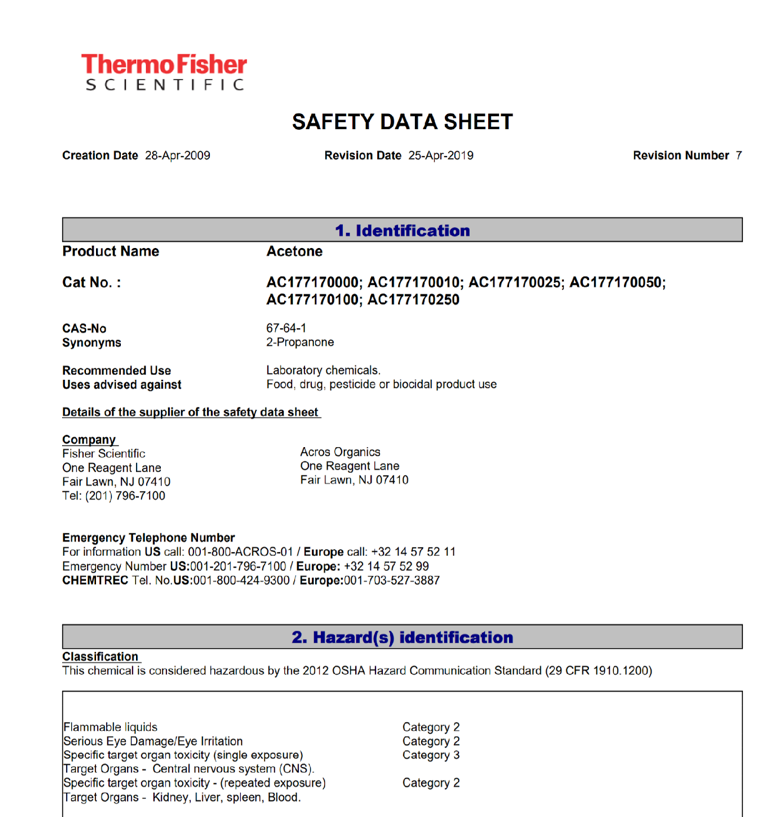 ThermoFisher
SCIENTIFIC
SAFETY DATA SHEET
Creation Date 28-Apr-2009 Revision Date 25-Apr-2019 Revision Number 7
1. Identification
Product Name Acetone
Cat No. : AC177170000; AC177170010; AC177170025; AC177170050;
AC177170100; AC177170250
CAS-No 67-64-1
Synonyms 2-Propanone
Recommended Use Laboratory chemicals.
Uses advised against Food, drug, pesticide or biocidal product use
Details of the supplier of the safety data sheet
Company
Fisher Scientific
One Reagent Lane
Fair Lawn, NJ 07410
Tel: (201) 796-7100
Acros Organics
One Reagent Lane
Fair Lawn, NJ 07410
Emergency Telephone Number
For information US call: 001-800-ACROS-01 / Europe call: +32 14 57 52 11
Emergency Number US:001-201-796-7100 / Europe: +32 14 57 52 99
CHEMTREC Tel. No.US:001-800-424-9300 / Europe:001-703-527-3887
2. Hazard(s) identification
Classification
This chemical is considered hazardous by the 2012 OSHA Hazard Communication Standard (29 CFR 1910.1200)
Flammable liquids Category 2
Serious Eye Damage/Eye Irritation Category 2
Specific target organ toxicity (single exposure) Category 3
Target Organs - Central nervous system (CNS).
Specific target organ toxicity - (repeated exposure) Category 2
Target Organs - Kidney, Liver, spleen, Blood.